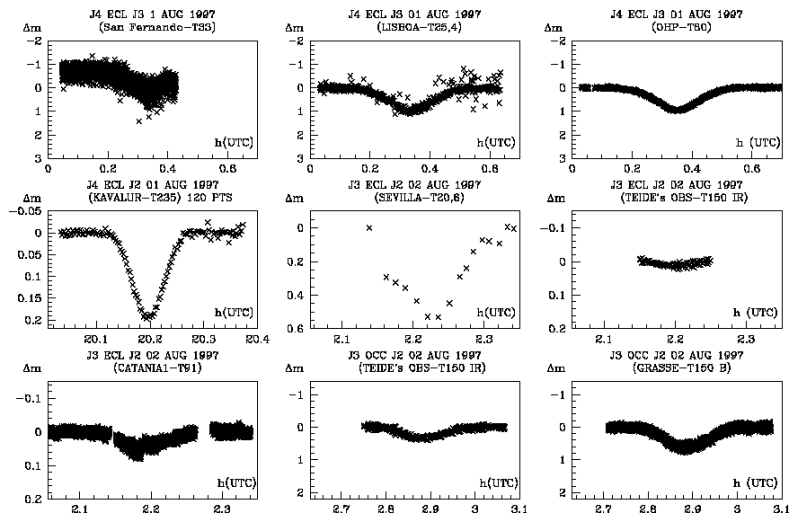 J4 ECL J3 1 AUG 1997
(San Fernando-T33)
Δm
-2
-1
0
1
2
3
h(UTC)
0
0.2
0.4
0.6
J4 ECL J3 01 AUG 1997
(LISBOA-T25,4)
Δm
-2
-1
0
1
2
3
h(UTC)
0
0.2
0.4
0.6
J4 ECL J3 01 AUG 1997
(OHP-T80)
Δm
-2
-1
0
1
2
3
h(UTC)
0
0.2
0.4
0.6
J4 ECL J2 01 AUG 1997
(KAVALUR-T235) 120 PTS
Δm
-0.05
0
0.05
0.1
0.15
0.2
h(UTC)
20.1
20.2
20.3
20.4
J3 ECL J2 02 AUG 1997
(SEVILLA-T20,6)
Δm
0
0.2
0.4
0.6
h(UTC)
2.1
2.2
2.3
J3 ECL J2 02 AUG 1997
(TEIDE's OBS-T150 IR)
Δm
-0.1
0
0.1
0.2
h (UTC)
2.1
2.2
2.3
J3 ECL J2 02 AUG 1997
(CATANIA1-T91)
Δm
-0.1
0
0.1
0.2
h(UTC)
2.1
2.2
2.3
J3 OCC J2 02 AUG 1997
(TEIDE's OBS-T150 IR)
Δm
-2
-1
0
1
2
h(UTC)
2.7
2.8
2.9
3
3.1
J3 OCC J2 02 AUG 1997
(GRASSE-T150 B)
Δm
-2
-1
0
1
2
h (UTC)
2.6
2.7
2.8
2.9
3
3.1